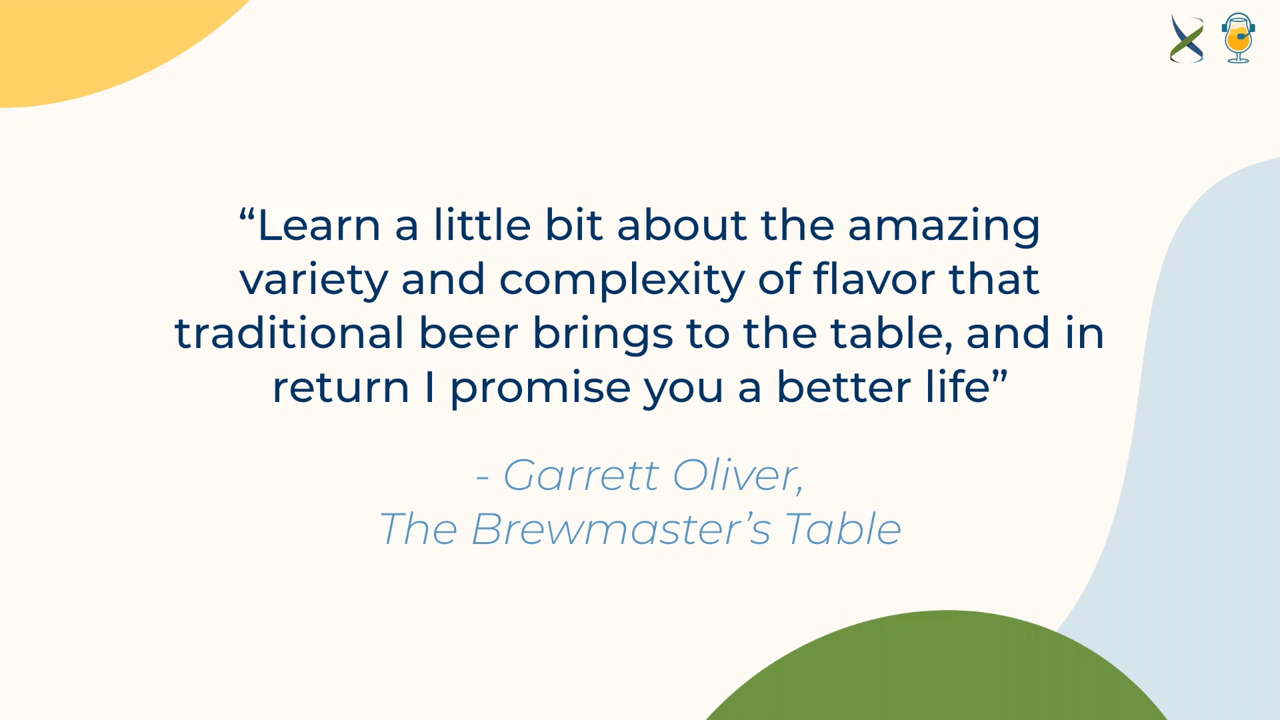 “Learn a little bit about the amazing
variety and complexity of flavor that
traditional beer brings to the table, and in
return I promise you a better life”
- Garrett Oliver,
The Brewmaster’s Table